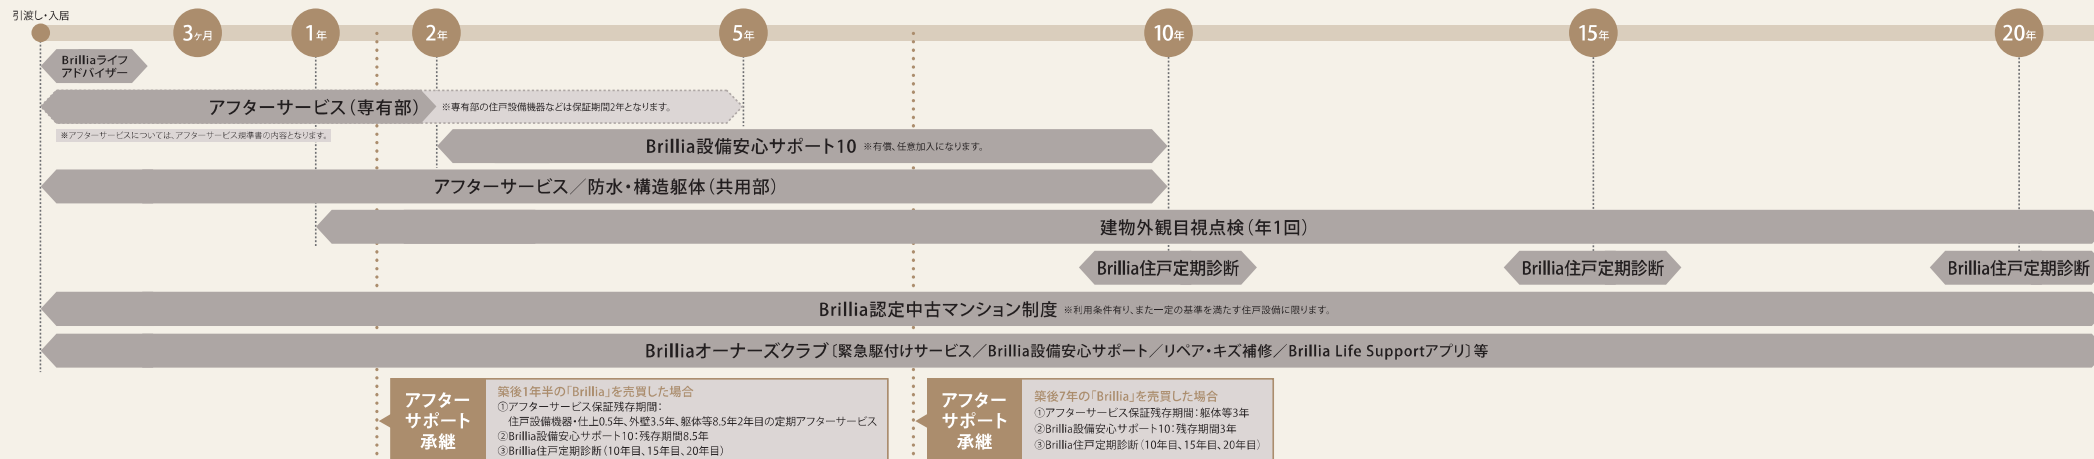 引渡し・入居
3ヶ月
1年
2年
5年
10年
15年
20年
Brilliaライフ
アドバイザー
アフターサービス（専有部）
※専有部の住戸設備機器などは保証期間2年となります。
※アフターサービスについては、アフターサービス規準書の内容となります。
Brillia設備安心サポート10 ※有償、任意加入になります。
アフターサービス／防水・構造躯体（共用部）
建物外観目視点検（年1回）
Brillia住戸定期診断
Brillia住戸定期診断
Brillia住戸定期診断
Brillia認定中古マンション制度 ※利用条件有り、また一定の基準を満たす住戸設備に限ります。
Brilliaオーナーズクラブ〔緊急駆付けサービス／Brillia設備安心サポート／リペア・キズ補修／Brillia Life Supportアプリ〕等
アフター
サポート
承継
築後1年半の「Brillia」を売買した場合
①アフターサービス保証残存期間：
住戸設備機器・仕上0.5年、外壁3.5年、躯体等8.5年2年目の定期アフターサービス
②Brillia設備安心サポート10：残存期間8.5年
③Brillia住戸定期診断（10年目、15年目、20年目）
アフター
サポート
承継
築後7年の「Brillia」を売買した場合
①アフターサービス保証残存期間：躯体等3年
②Brillia設備安心サポート10：残存期間3年
③Brillia住戸定期診断（10年目、15年目、20年目）